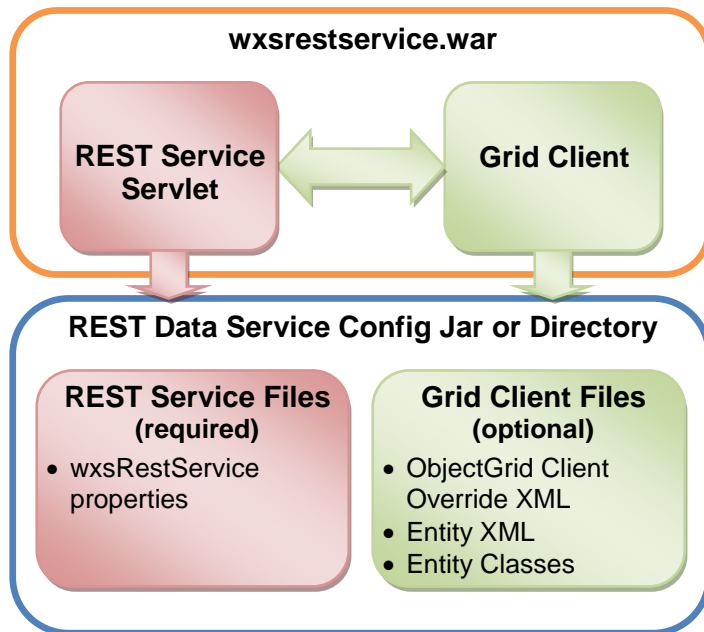 wxsrestservice.war
REST Service
Servlet
Grid Client
REST Data Service Config Jar or Directory
REST Service Files
(required)
• wxsRestService
properties
Grid Client Files
(optional)
• ObjectGrid Client
Override XML
• Entity XML
• Entity Classes